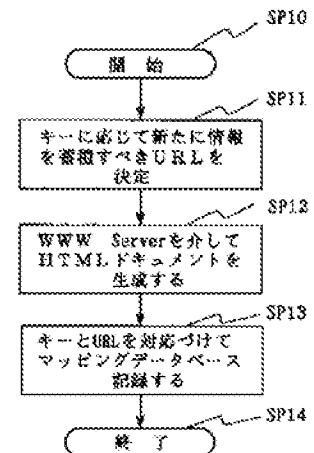 SP10
開 始
SP11
キーに応じて新たに情報
を蓄積すべきURLを
決定
SP12
WWW Serverを介して
HTMLドキュメントを
生成する
SP13
キーとURLを対応づけて
マッピングデータベース
記録する
SP14
終 了